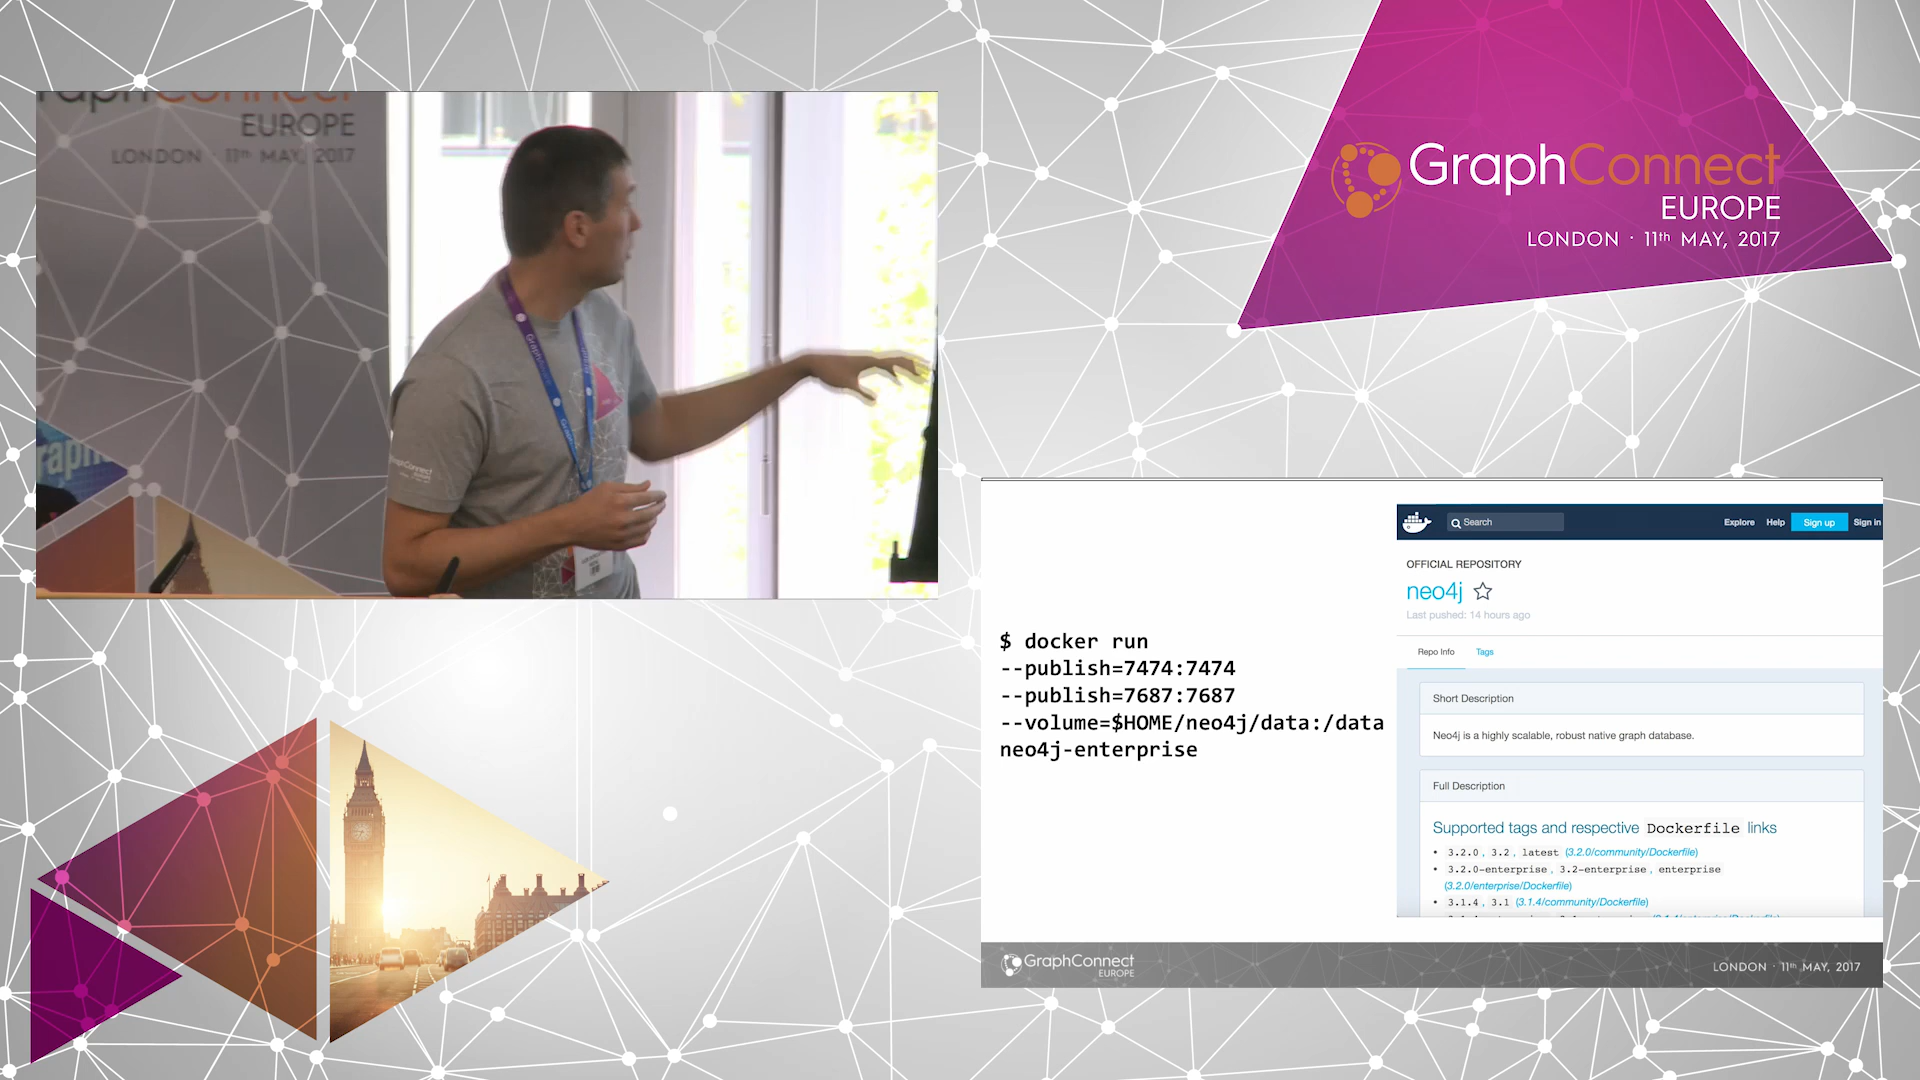 GraphConnect
EUROPE
LONDON · 11th MAY, 2017
GraphConnect
EUROPE
LONDON · 11th MAY, 2017
GraphConnect
$ docker run
--publish=7474:7474
--publish=7687:7687
--volume=$HOME/neo4j/data:/data
neo4j-enterprise
Search
Explore Help Sign up Sign in
OFFICIAL REPOSITORY
neo4j
Last pushed: 14 hours ago
Repo Info Tags
Short Description
Neo4j is a highly scalable, robust native graph database.
Full Description
Supported tags and respective Dockerfile links
• 3.2.0, 3.2, latest (3.2.0/community/Dockerfile)
• 3.2.0-enterprise, 3.2-enterprise, enterprise
(3.2.0/enterprise/Dockerfile)
• 3.1.4, 3.1 (3.1.4/community/Dockerfile)
GraphConnect
EUROPE
LONDON · 11th MAY, 2017